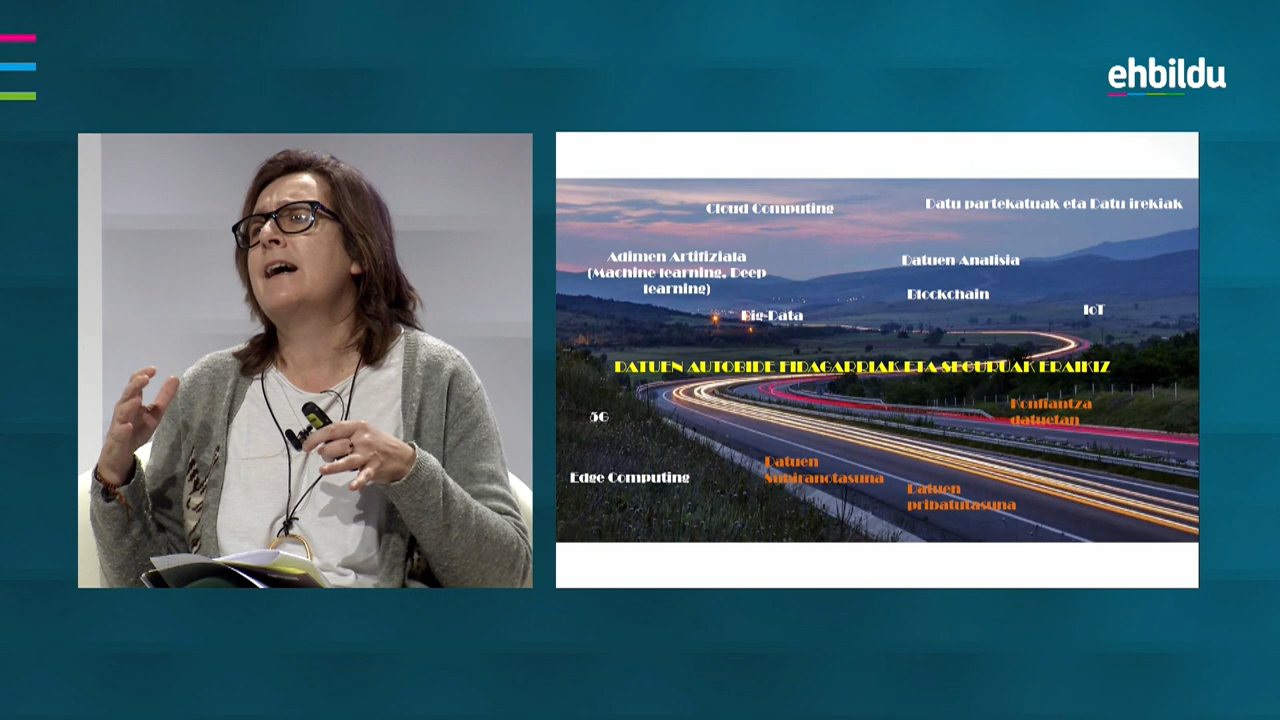 ehbildu
Cloud Computing
Datu partekatuak eta Datu irekiak
Adimen Artifiziala
(Machine learning, Deep
learning)
Datuen Analisia
Blockchain
Big-Data
IoT
DATUEN AUTOBIDE FIDAGARRIAK ETA SEGURUAK ERAIKIZ
Konfiantza
datuetan
5G
Edge Computing
Datuen
Subiranotasuna
Datuen
pribatutasuna